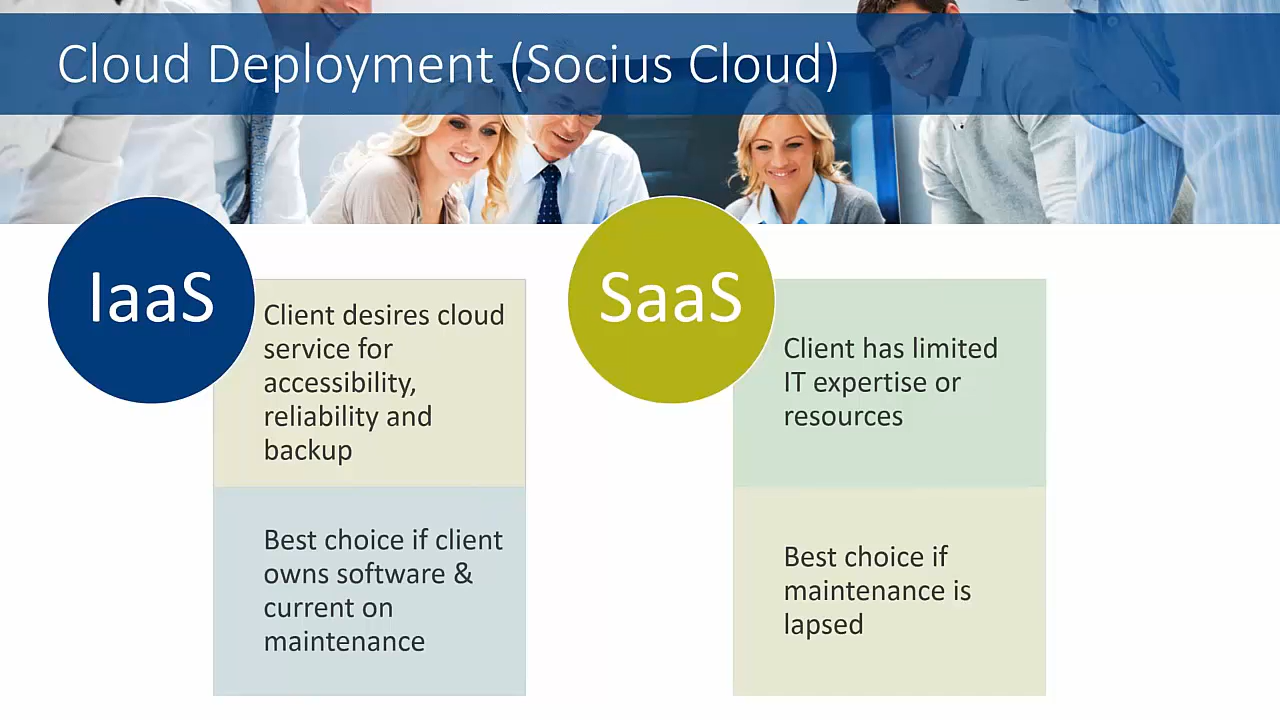 Cloud Deployment (Socius Cloud)
IaaS
Client desires cloud
service for
accessibility,
reliability and
backup
Best choice if client
owns software &
current on
maintenance
SaaS
Client has limited
IT expertise or
resources
Best choice if
maintenance is
lapsed